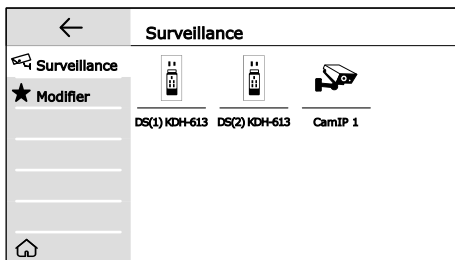 Surveillance
Surveillance
Modifier
DS(1) KDH-613 DS(2) KDH-613 CamIP 1